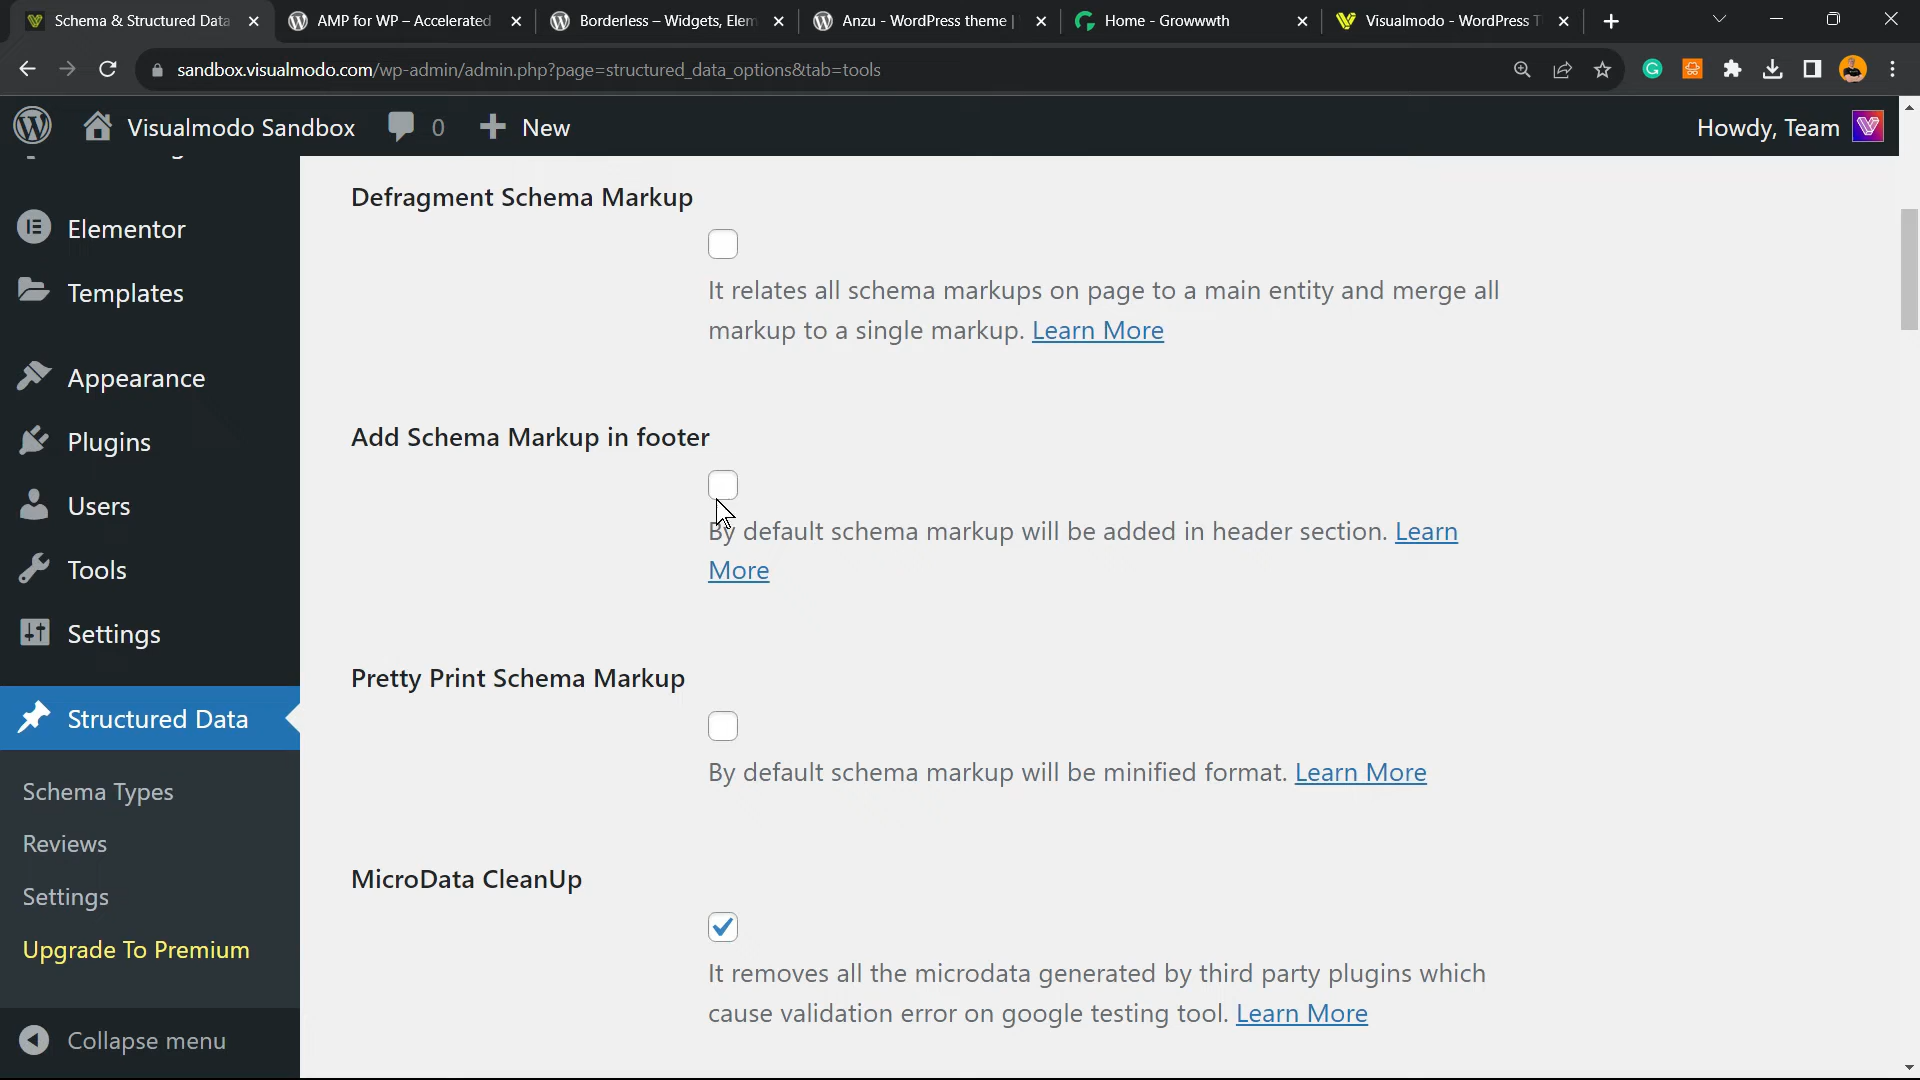 Schema & Structured Data
AMP for WP – Accelerated
Borderless – Widgets, Elem
Anzu - WordPress theme |
Home - Growwwth
Visualmodo - WordPress T
sandbox.visualmodo.com/wp-admin/admin.php?page=structured_data_options&tab=tools
Visualmodo Sandbox
0
New
Howdy, Team
Elementor
Templates
Appearance
Plugins
Users
Tools
Settings
Structured Data
Schema Types
Reviews
Settings
Upgrade To Premium
Collapse menu
Defragment Schema Markup
It relates all schema markups on page to a main entity and merge all
markup to a single markup. Learn More
Add Schema Markup in footer
By default schema markup will be added in header section. Learn
More
Pretty Print Schema Markup
By default schema markup will be minified format. Learn More
MicroData CleanUp
It removes all the microdata generated by third party plugins which
cause validation error on google testing tool. Learn More